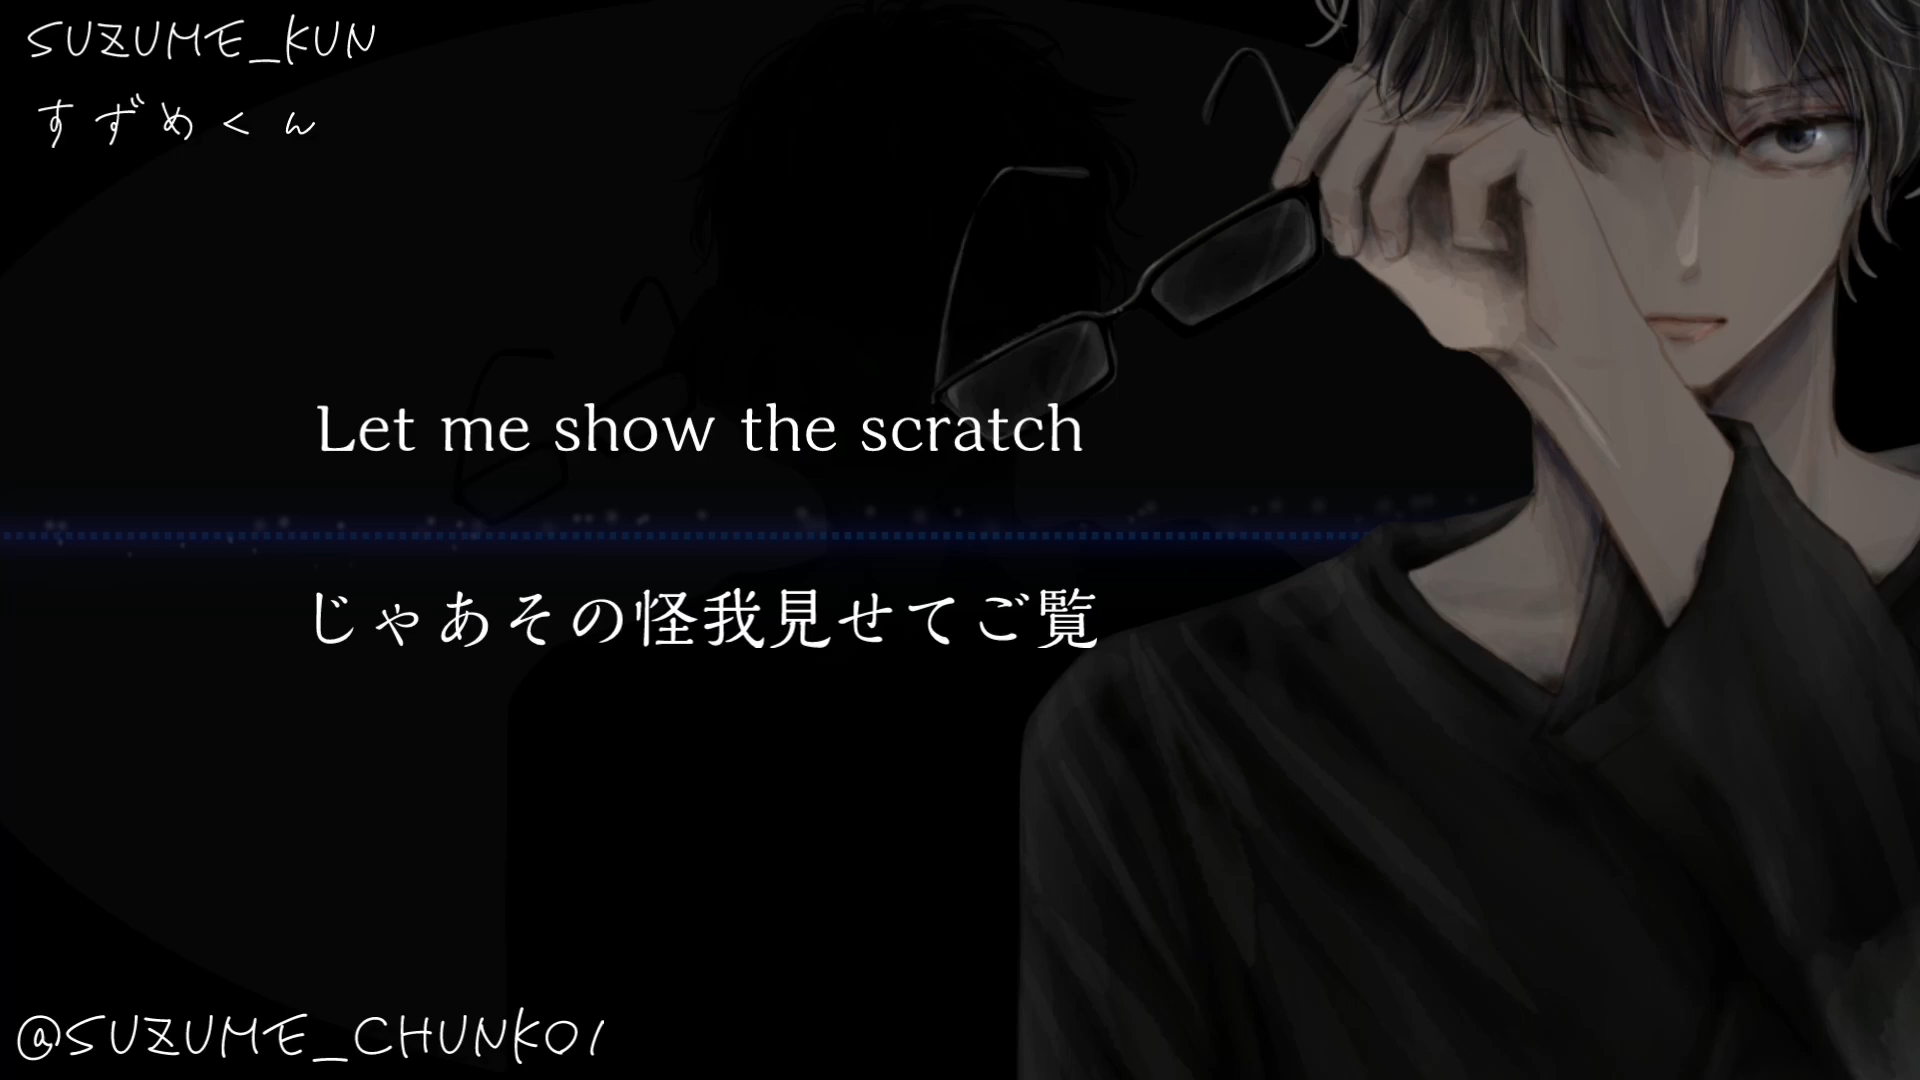 SUZUME_KUN
すずめくん
Let me show the scratch
じゃあその怪我見せてご覧
@SUZUME_CHUNKO1